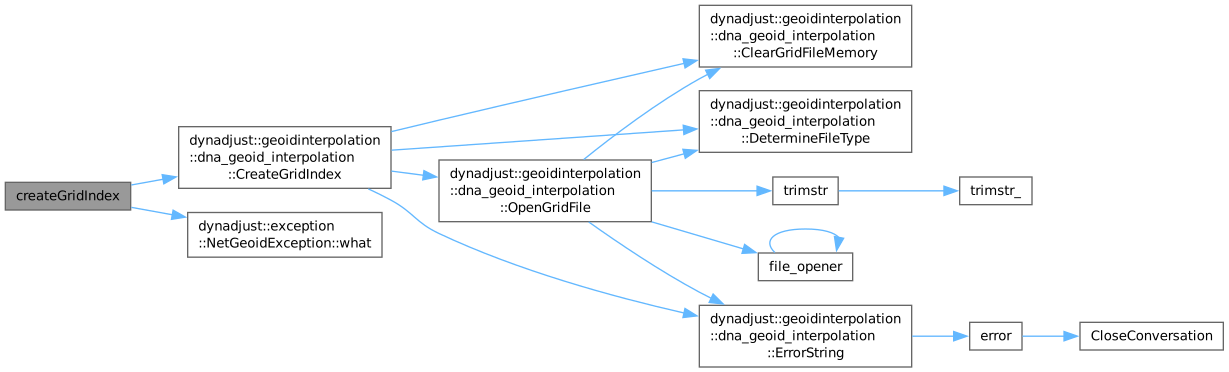 createGridIndex
dynadjust::geoidinterpolation
::dna_geoid_interpolation
::CreateGridIndex
dynadjust::exception
::NetGeoidException::what
dynadjust::geoidinterpolation
::dna_geoid_interpolation
::OpenGridFile
dynadjust::geoidinterpolation
::dna_geoid_interpolation
::ClearGridFileMemory
dynadjust::geoidinterpolation
::dna_geoid_interpolation
::DetermineFileType
trimstr
trimstr_
file_opener
dynadjust::geoidinterpolation
::dna_geoid_interpolation
::ErrorString
error
CloseConversation